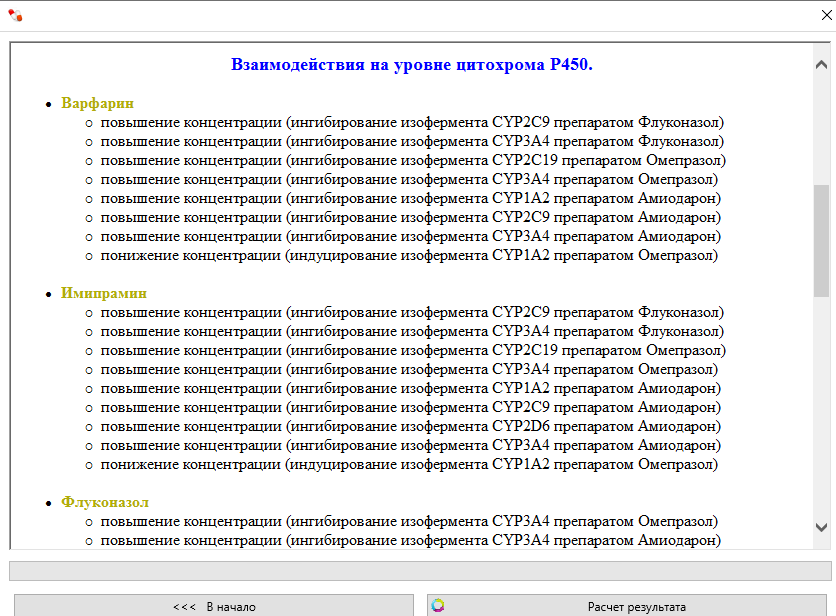 Взаимодействия на уровне цитохрома P450.
Варфарин
повышение концентрации (ингибирование изофермента CYP2C9 препаратом Флуконазол)
повышение концентрации (ингибирование изофермента CYP3A4 препаратом Флуконазол)
повышение концентрации (ингибирование изофермента CYP2C19 препаратом Омепразол)
повышение концентрации (ингибирование изофермента CYP3A4 препаратом Омепразол)
повышение концентрации (ингибирование изофермента CYP1A2 препаратом Амиодарон)
повышение концентрации (ингибирование изофермента CYP2C9 препаратом Амиодарон)
повышение концентрации (ингибирование изофермента CYP3A4 препаратом Амиодарон)
понижение концентрации (индуцирование изофермента CYP1A2 препаратом Омепразол)
Имипрамин
повышение концентрации (ингибирование изофермента CYP2C9 препаратом Флуконазол)
повышение концентрации (ингибирование изофермента CYP3A4 препаратом Флуконазол)
повышение концентрации (ингибирование изофермента CYP2C19 препаратом Омепразол)
повышение концентрации (ингибирование изофермента CYP3A4 препаратом Омепразол)
повышение концентрации (ингибирование изофермента CYP1A2 препаратом Амиодарон)
повышение концентрации (ингибирование изофермента CYP2C9 препаратом Амиодарон)
повышение концентрации (ингибирование изофермента CYP2D6 препаратом Амиодарон)
повышение концентрации (ингибирование изофермента CYP3A4 препаратом Амиодарон)
понижение концентрации (индуцирование изофермента CYP1A2 препаратом Омепразол)
Флуконазол
повышение концентрации (ингибирование изофермента CYP3A4 препаратом Омепразол)
повышение концентрации (ингибирование изофермента CYP3A4 препаратом Амиодарон)
<<< В начало
Расчет результата